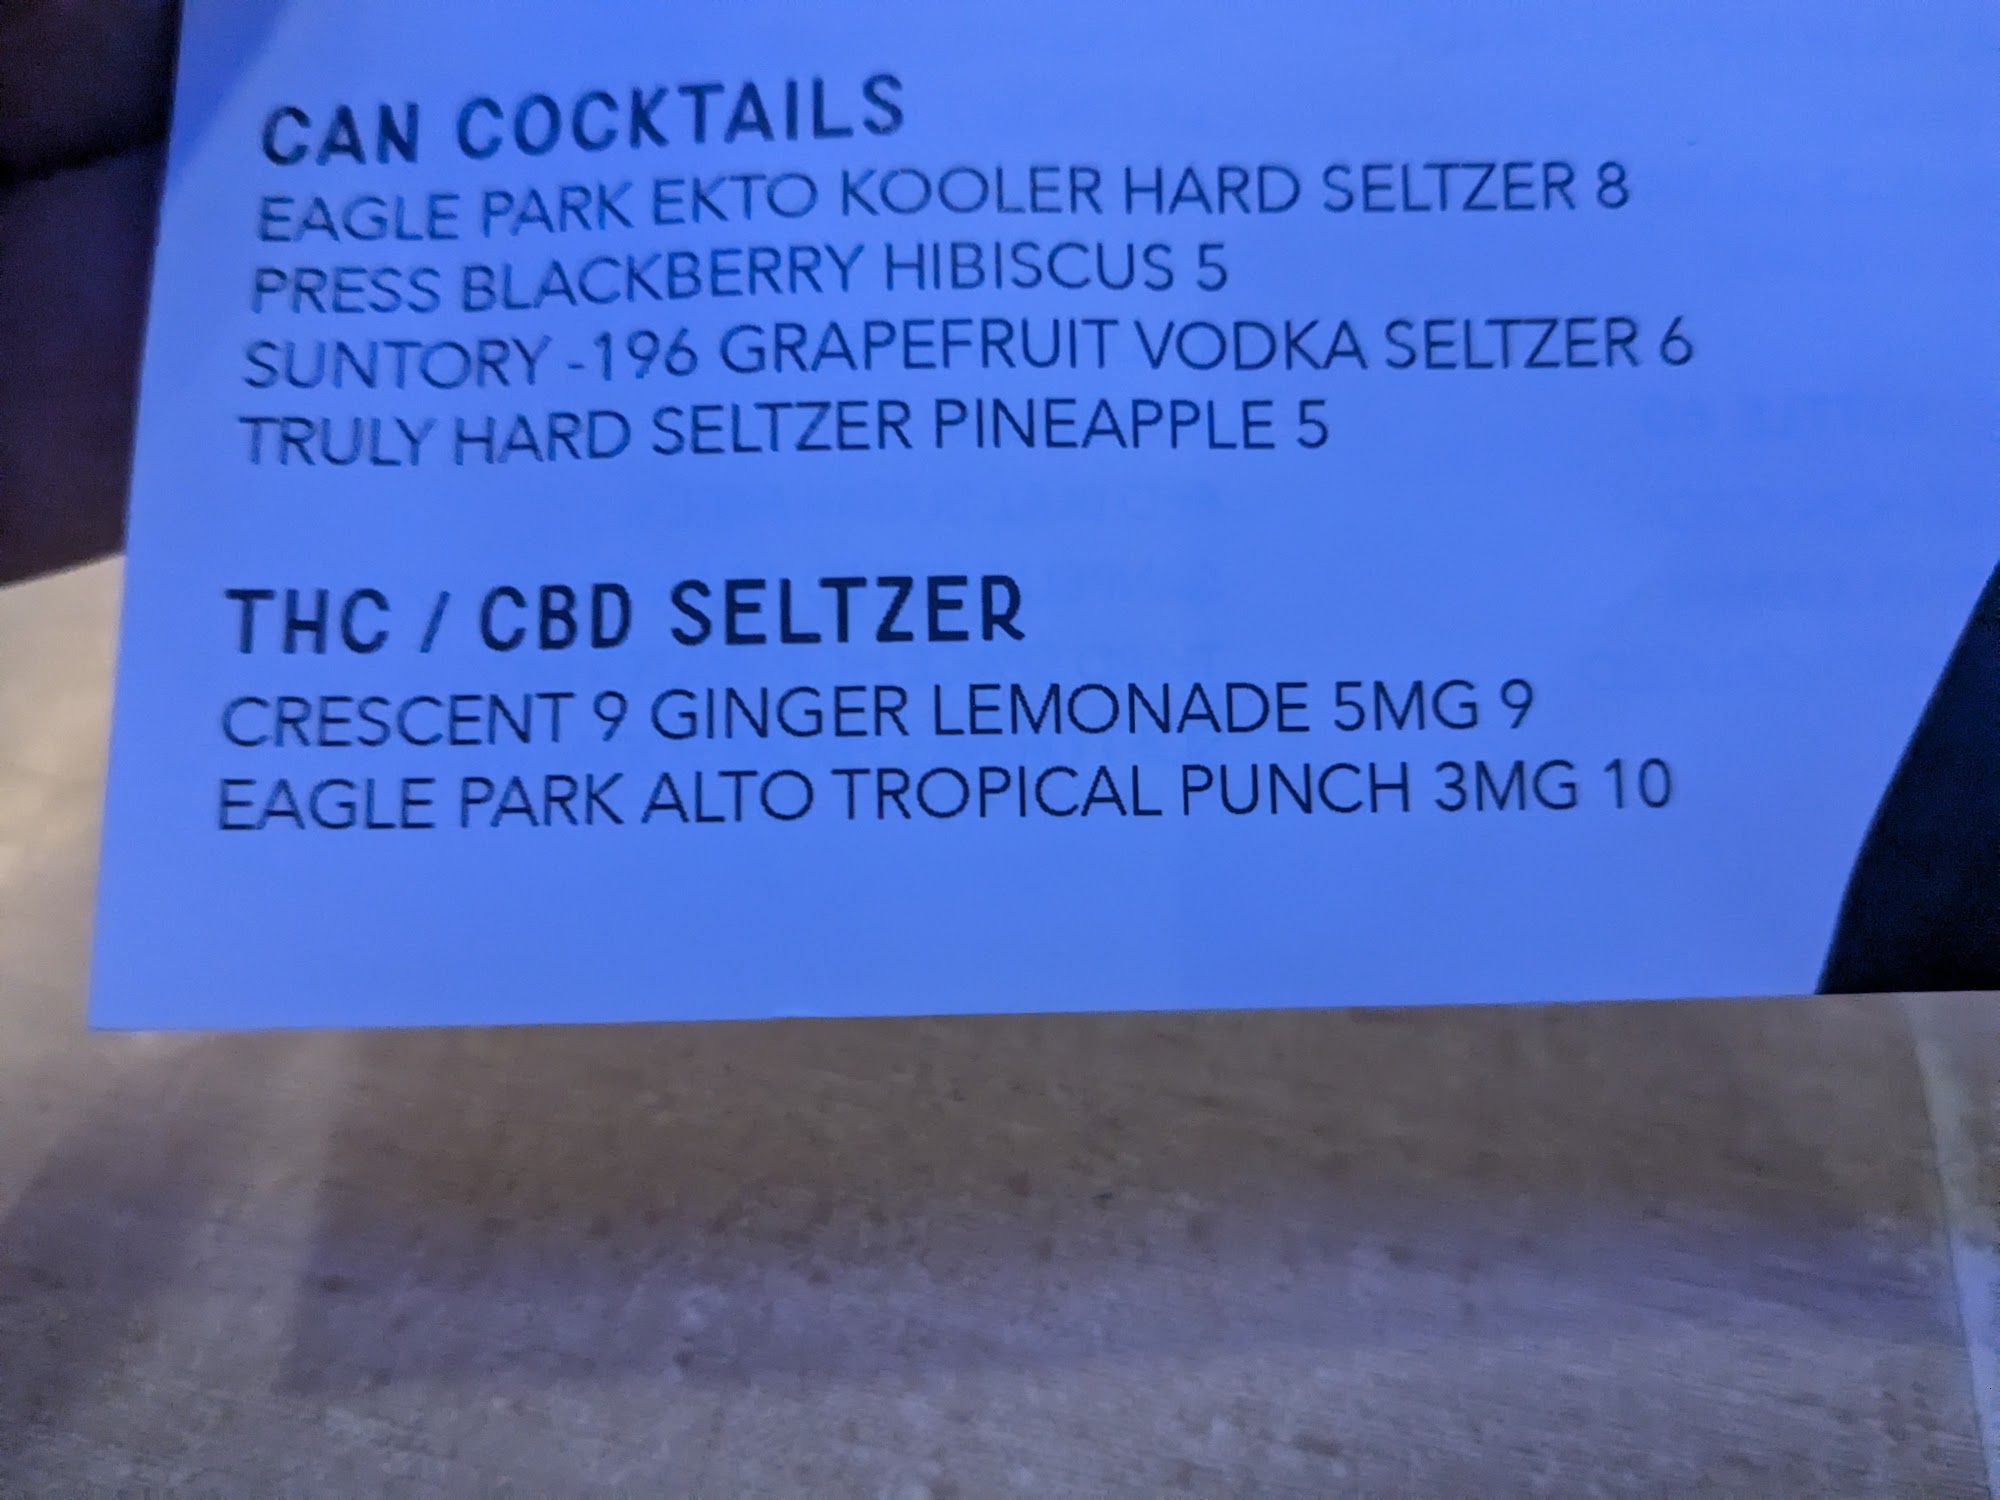 CAN COCKTAILS
EAGLE PARK EKTO KOOLER HARD SELTZER 8
PRESS BLACKBERRY HIBISCUS 5
SUNTORY -196 GRAPEFRUIT VODKA SELTZER 6
TRULY HARD SELTZER PINEAPPLE 5
THC / CBD SELTZER
CRESCENT 9 GINGER LEMONADE 5MG 9
EAGLE PARK ALTO TROPICAL PUNCH 3MG 10